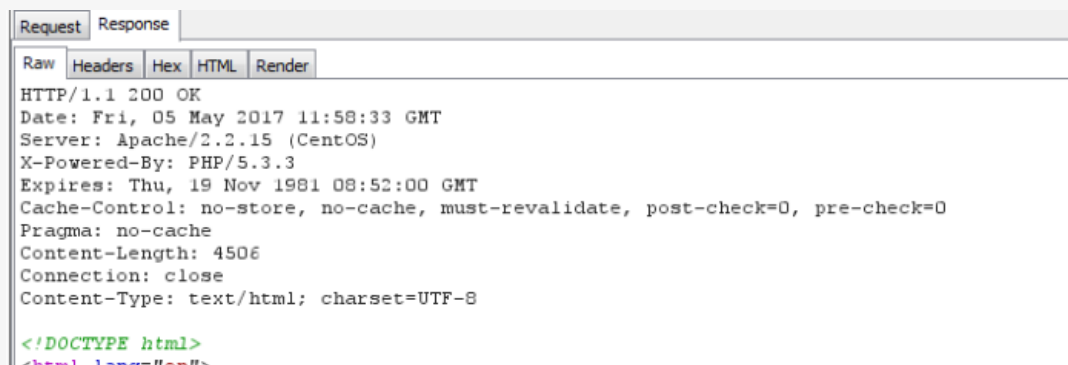 Request Response
Raw Headers Hex HTML Render
HTTP/1.1 200 OK
Date: Fri, 05 May 2017 11:58:33 GMT
Server: Apache/2.2.15 (CentOS)
X-Powered-By: PHP/5.3.3
Expires: Thu, 19 Nov 1981 08:52:00 GMT
Cache-Control: no-store, no-cache, must-revalidate, post-check=0, pre-check=0
Pragma: no-cache
Content-Length: 4506
Connection: close
Content-Type: text/html; charset=UTF-8
<!DOCTYPE html>
<html lang="en">